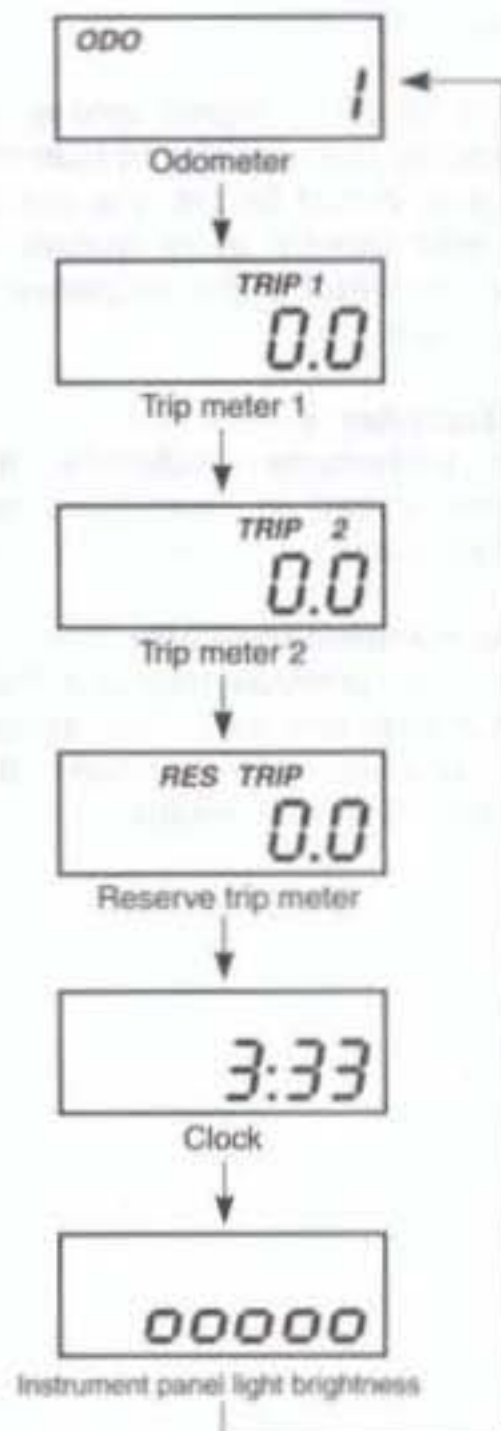 ODO
1
Odometer
TRIP 1
0.0
Trip meter 1
TRIP 2
0.0
Trip meter 2
RES TRIP
0.0
Reserve trip meter
3:33
Clock
ooooo
Instrument panel light brightness